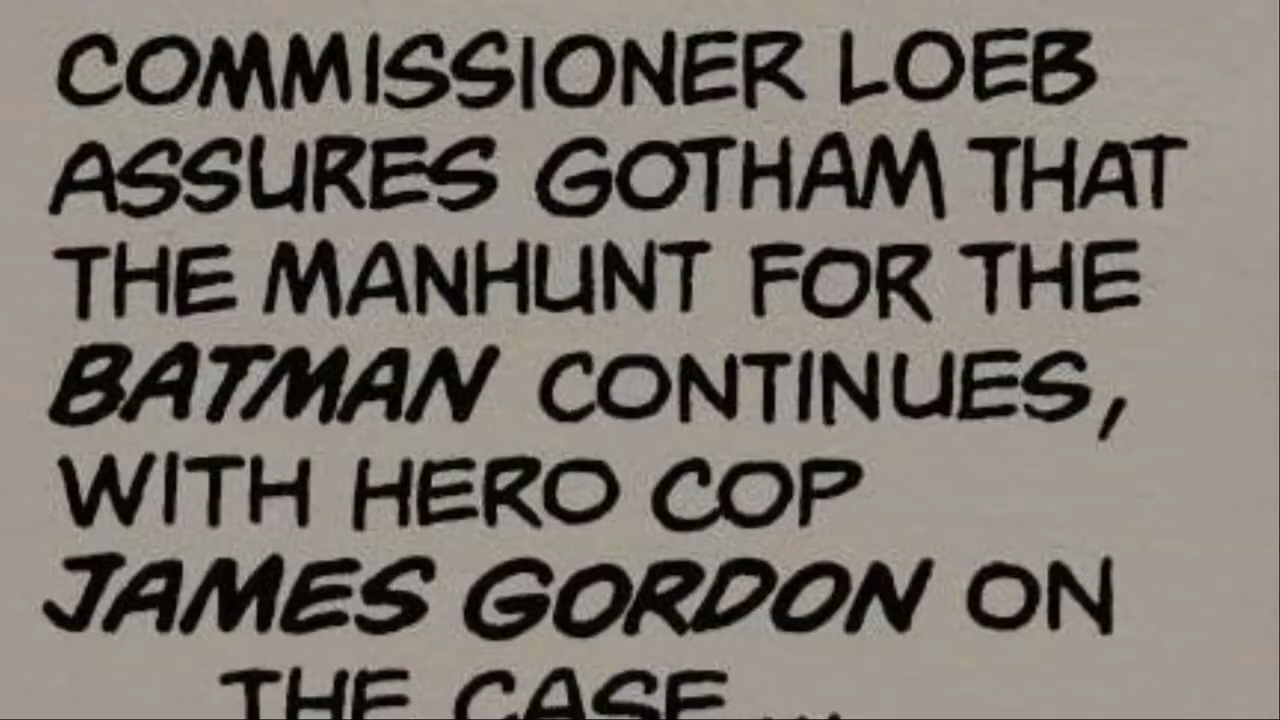 COMMISSIONER LOEB
ASSURES GOTHAM THAT
THE MANHUNT FOR THE
BATMAN CONTINUES,
WITH HERO COP
JAMES GORDON ON
THE CASE...